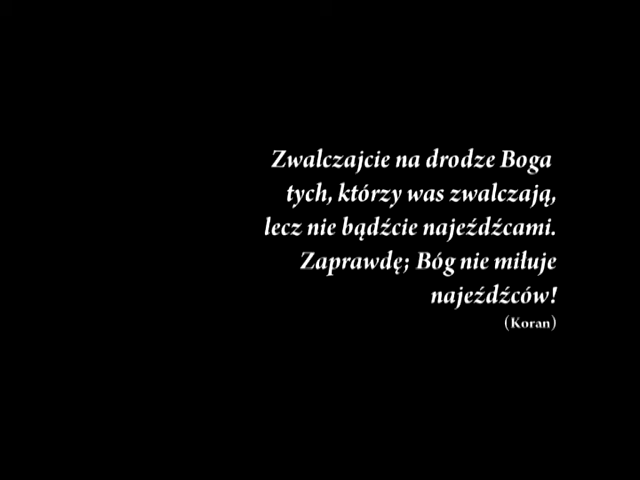 Zwalczajcie na drodze Boga
tych, którzy was zwalczają,
lecz nie bądźcie najeźdźcami.
Zaprawdę; Bóg nie miłuje
najeźdźców!
(Koran)